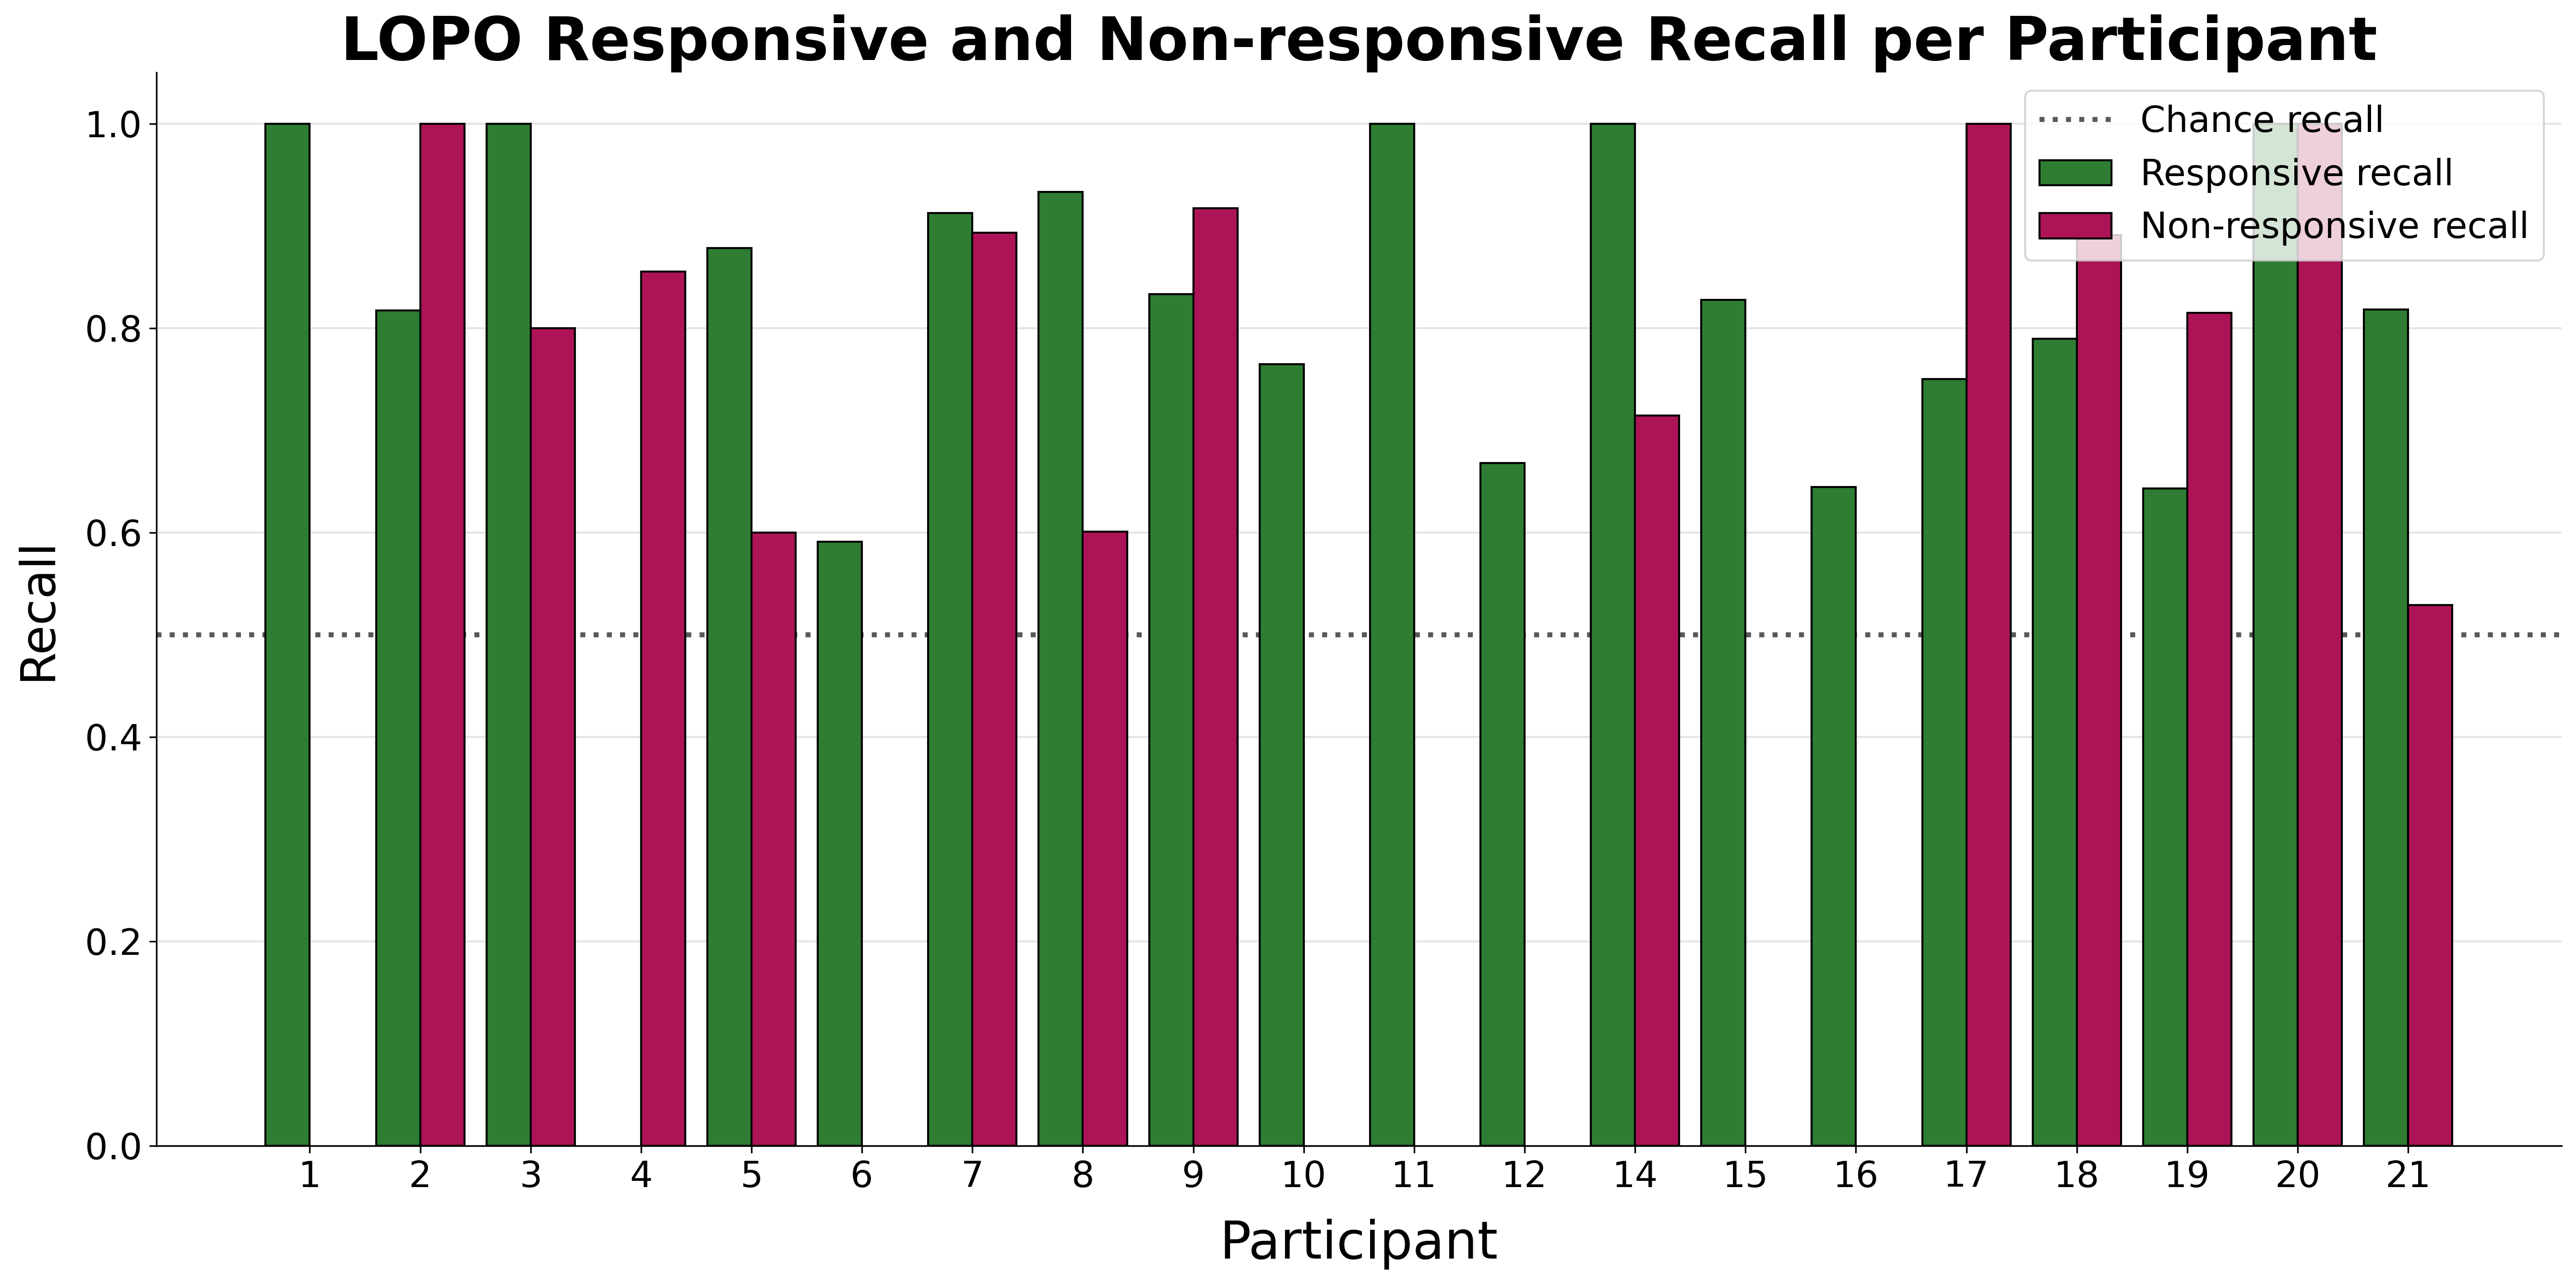 LOPO Responsive and Non-responsive Recall per Participant
Chance recall
Responsive recall
Non-responsive recall
Recall
1.0
0.8
0.6
0.4
0.2
0.0
1 2 3 4 5 6 7 8 9 10 11 12 14 15 16 17 18 19 20 21
Participant